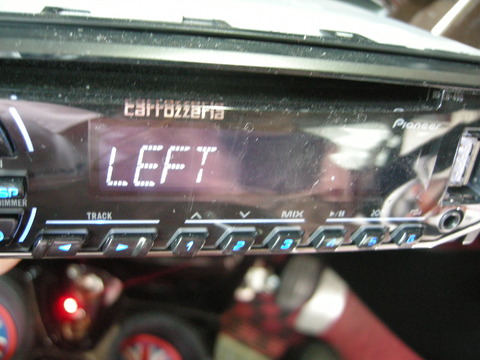 carrozzeria
Pioneer
LEFT
DIMMER
TRACK
MIX
1 2 3 4 5 6